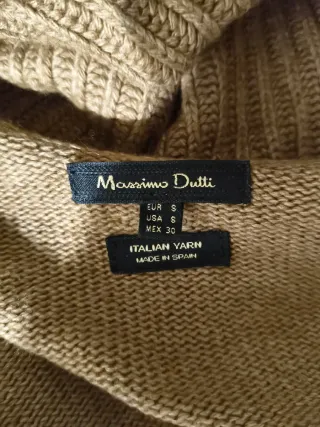 Massimo Dutti
EUR S
USA S
MEX 30
ITALIAN YARN
MADE IN SPAIN